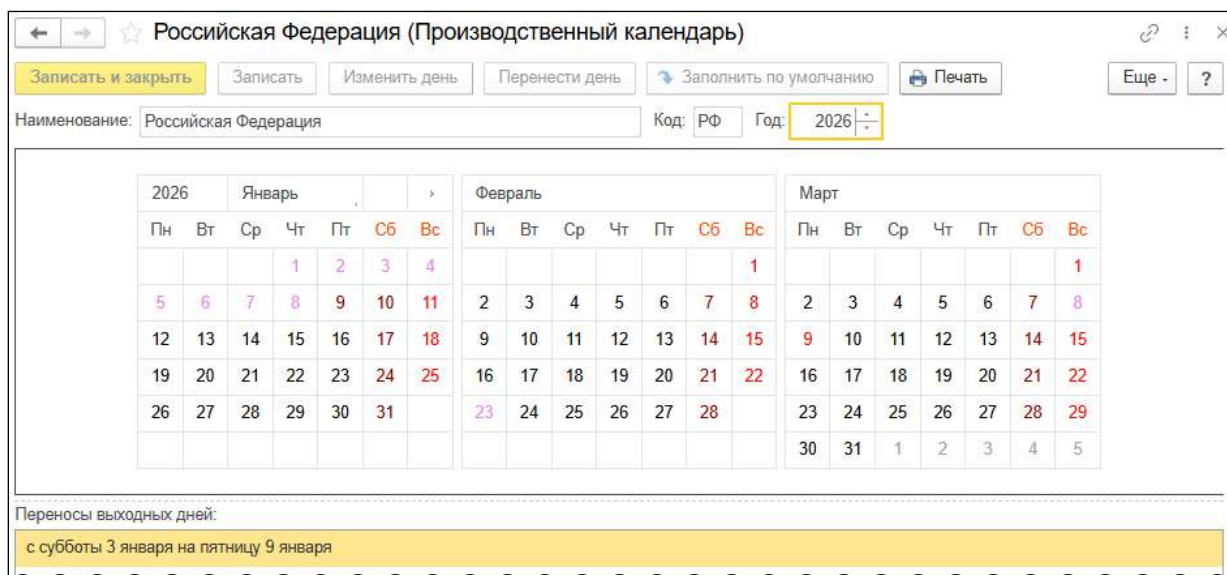 Российская Федерация (Производственный календарь)
Записать и закрыть Записать Изменить день Перенести день Заполнить по умолчанию Печать Еще ?
Наименование: Российская Федерация Код: РФ Год: 2026
2026 Январь Февраль Март
Пн Вт Ср Чт Пт Сб Вс Пн Вт Ср Чт Пт Сб Вс Пн Вт Ср Чт Пт Сб Вс
1 2 3 4 1 1
5 6 7 8 9 10 11 2 3 4 5 6 7 8 2 3 4 5 6 7 8
12 13 14 15 16 17 18 9 10 11 12 13 14 15 9 10 11 12 13 14 15
19 20 21 22 23 24 25 16 17 18 19 20 21 22 16 17 18 19 20 21 22
26 27 28 29 30 31 23 24 25 26 27 28 23 24 25 26 27 28 29
30 31 1 2 3 4 5
Переносы выходных дней:
с субботы 3 января на пятницу 9 января